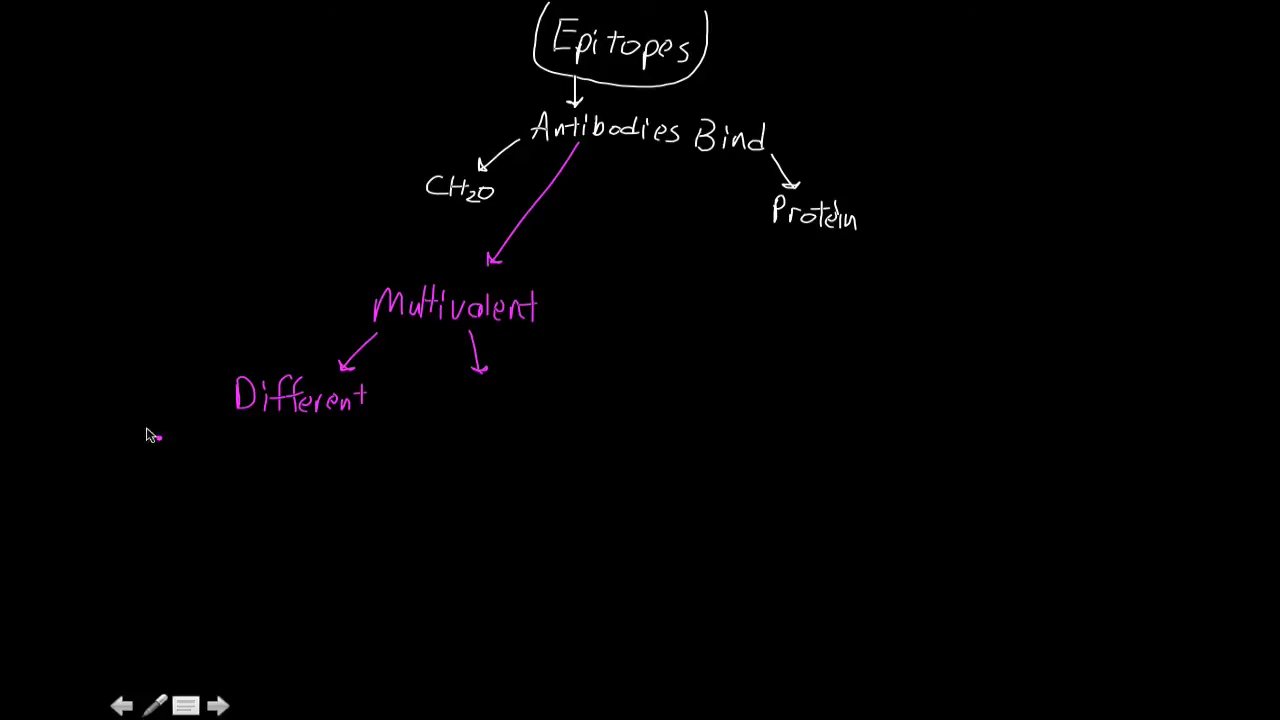 Epitopes
Antibodies Bind
CH2O
Protein
Multivalent
Different